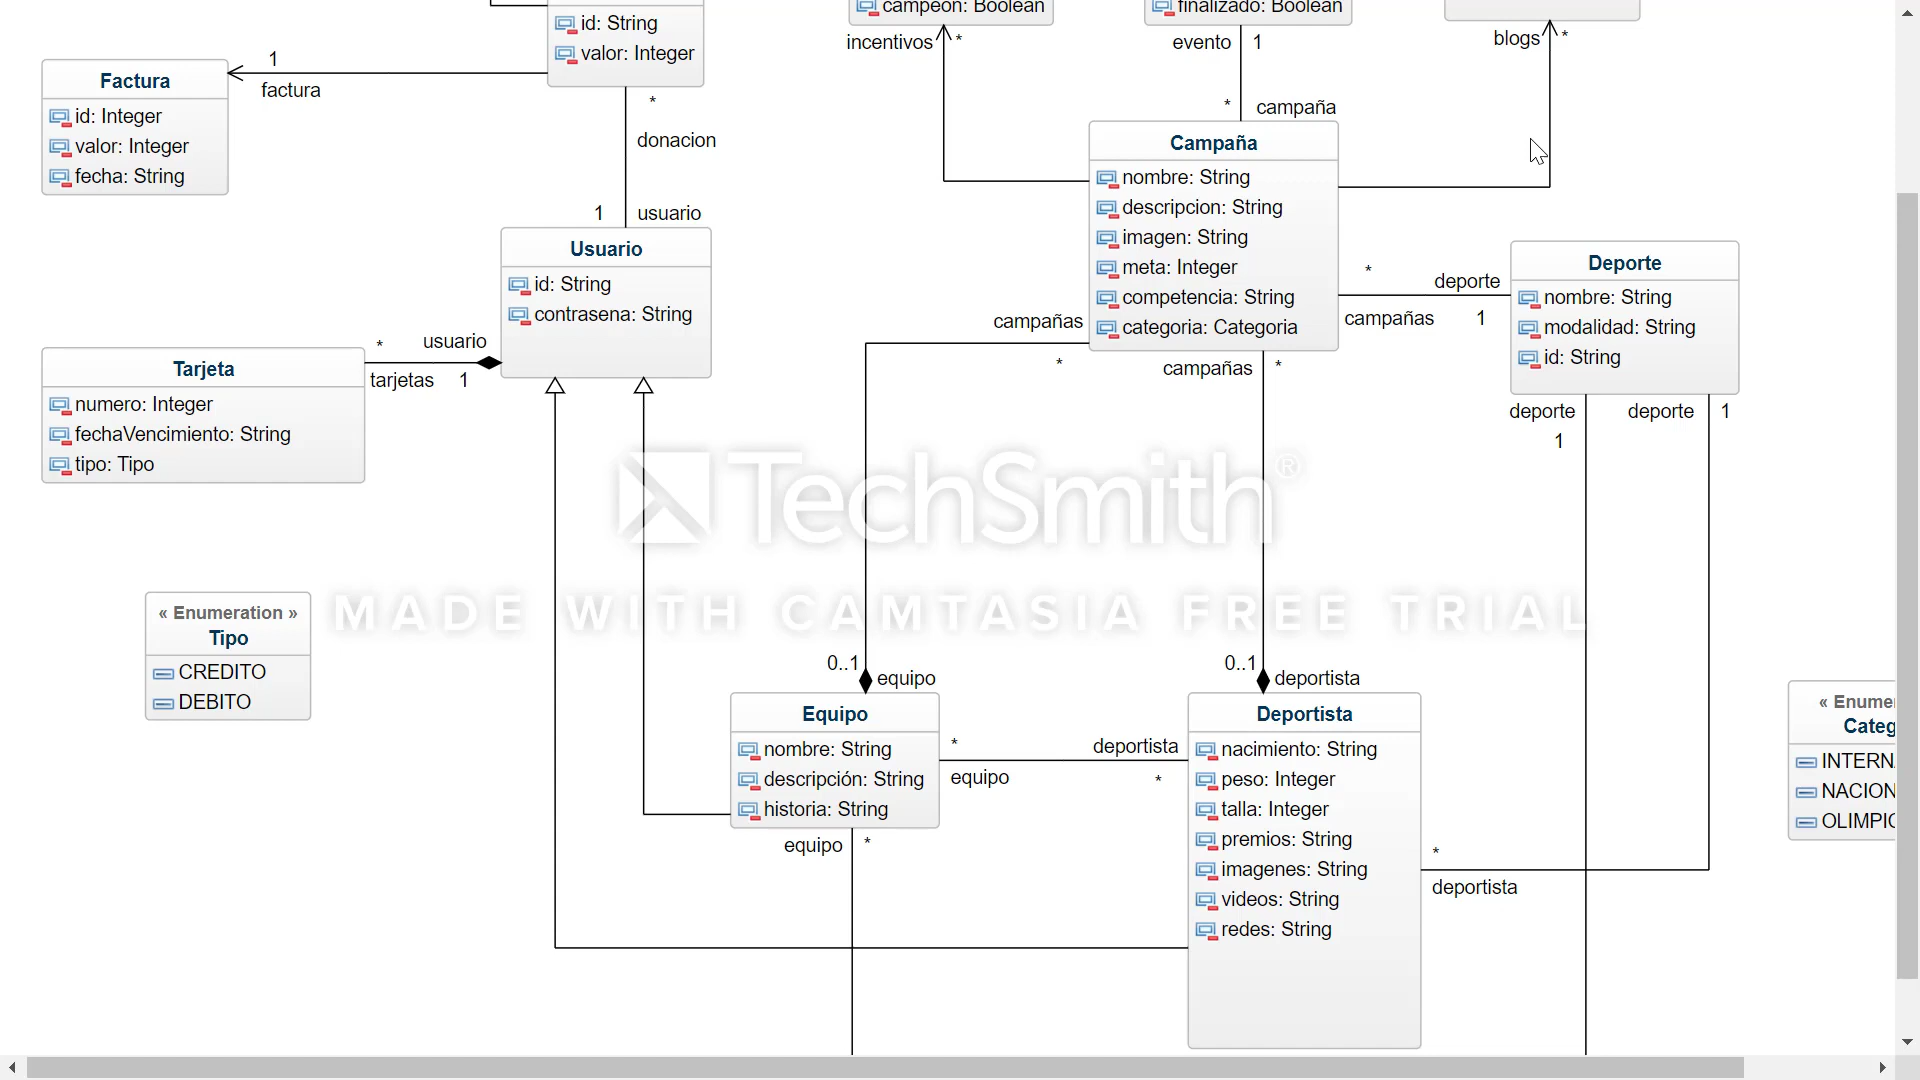 id: String
valor: Integer
campeon: Boolean
finalizado: Boolean
incentivos *
evento 1
blogs *
1
factura
Factura
id: Integer
valor: Integer
fecha: String
*
donacion
1 usuario
* campaña
Campaña
nombre: String
descripcion: String
imagen: String
meta: Integer
competencia: String
categoria: Categoria
Usuario
id: String
contrasena: String
Deporte
nombre: String
modalidad: String
id: String
* deporte
campañas 1
campañas
*
campañas *
* usuario
tarjetas 1
Tarjeta
numero: Integer
fechaVencimiento: String
tipo: Tipo
deporte
1
deporte 1
TechSmith®
MADE WITH CAMTASIA FREE TRIAL
« Enumeration »
Tipo
CREDITO
DEBITO
0..1
equipo
0..1
deportista
Equipo
nombre: String
descripción: String
historia: String
* deportista
equipo *
Deportista
nacimiento: String
peso: Integer
talla: Integer
premios: String
imagenes: String
videos: String
redes: String
equipo *
*
deportista
« Enume
Categ
INTERN
NACION
OLIMPIC